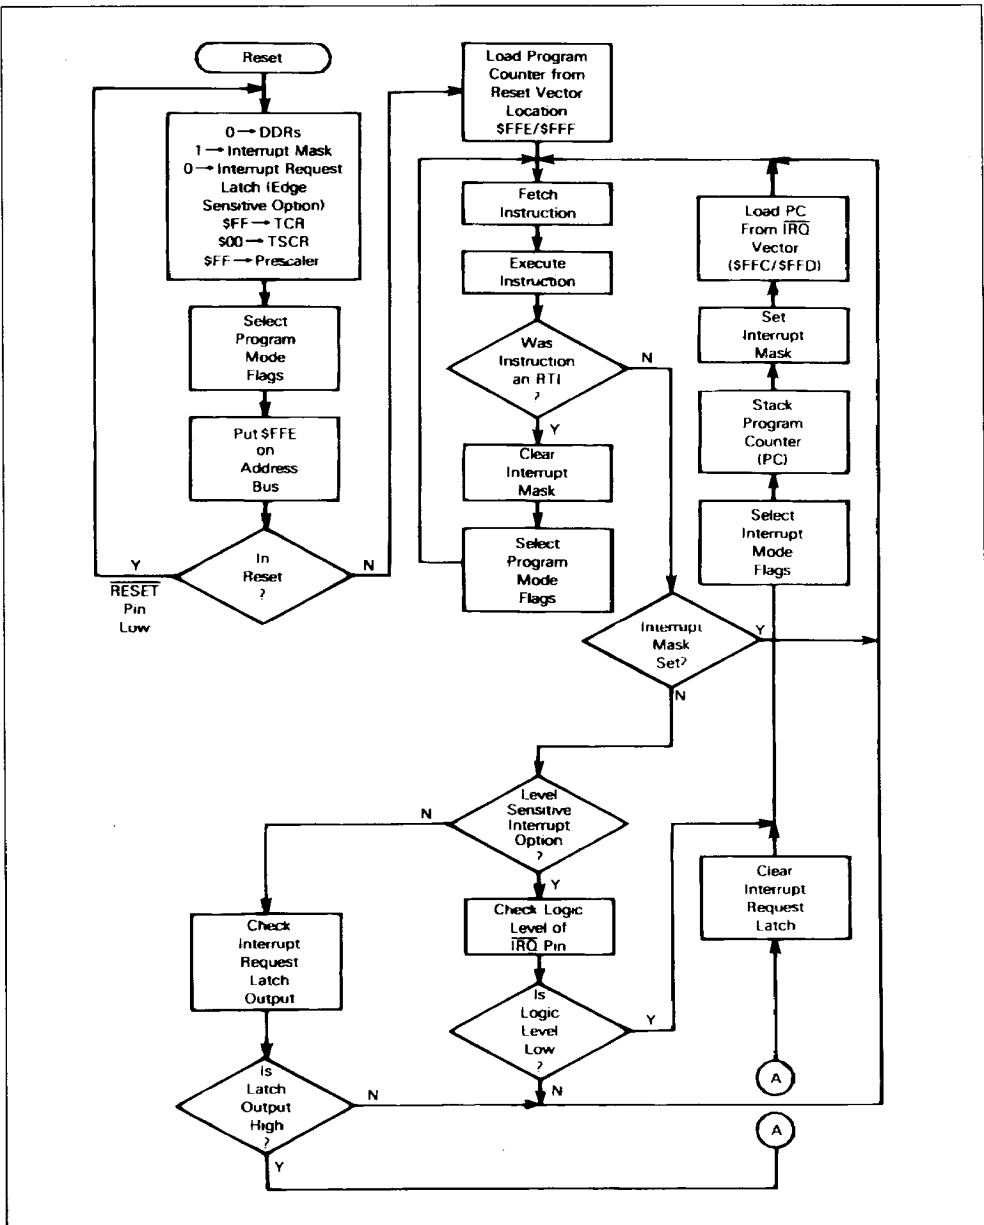 Reset
0 → DDRs
1 → Interrupt Mask
0 → Interrupt Request
Latch (Edge
Sensitive Option)
$FF → TCR
$00 → TSCR
$FF → Prescaler
Select
Program
Mode
Flags
Put $FFE
on
Address
Bus
In
Reset
?
Y
N
RESET
Pin
Low
Load Program
Counter from
Reset Vector
Location
$FFE/$FFF
Fetch
Instruction
Execute
Instruction
Was
Instruction
an RTI
?
N
Y
Clear
Interrupt
Mask
Select
Program
Mode
Flags
Load PC
From IRQ
Vector
($FFC/$FFD)
Set
Interrupt
Mask
Stack
Program
Counter
(PC)
Select
Interrupt
Mode
Flags
Interrupt
Mask
Set?
Y
N
Level
Sensitive
Interrupt
Option
?
N
Y
Check
Interrupt
Request
Latch
Output
Check Logic
Level of
IRQ Pin
Clear
Interrupt
Request
Latch
Is
Logic
Level
Low
?
Y
N
A
Is
Latch
Output
High
?
N
Y
A